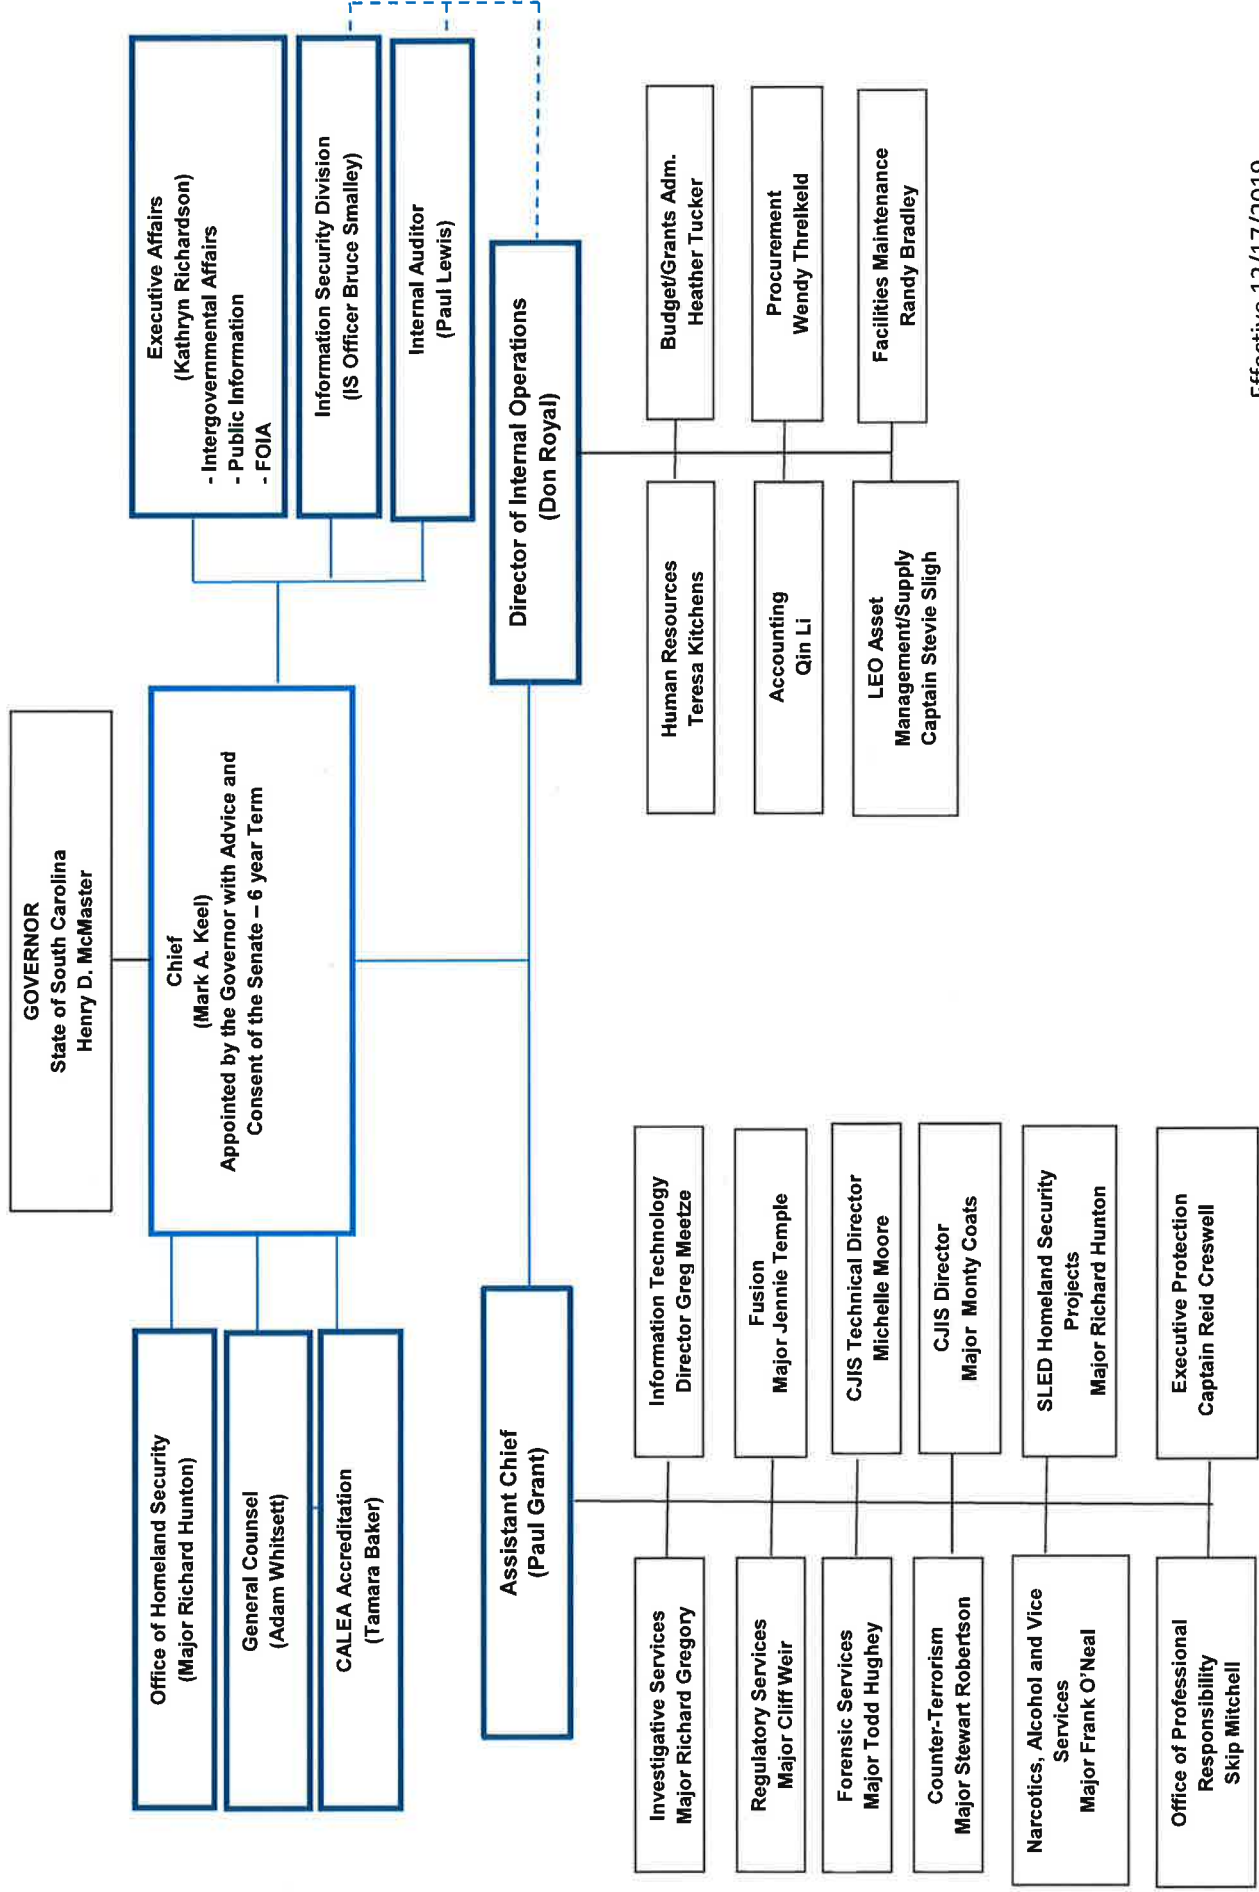 GOVERNOR
State of South Carolina
Henry D. McMaster
Chief
(Mark A. Keel)
Appointed by the Governor with Advice and
Consent of the Senate – 6 year Term
Office of Homeland Security
(Major Richard Hunton)
General Counsel
(Adam Whitsett)
CALEA Accreditation
(Tamara Baker)
Executive Affairs
(Kathryn Richardson)
- Intergovernmental Affairs
- Public Information
- FOIA
Information Security Division
(IS Officer Bruce Smalley)
Internal Auditor
(Paul Lewis)
Assistant Chief
(Paul Grant)
Director of Internal Operations
(Don Royal)
Investigative Services
Major Richard Gregory
Information Technology
Director Greg Meetze
Regulatory Services
Major Cliff Weir
Fusion
Major Jennie Temple
Forensic Services
Major Todd Hughey
CJIS Technical Director
Michelle Moore
Counter-Terrorism
Major Stewart Robertson
CJIS Director
Major Monty Coats
Narcotics, Alcohol and Vice
Services
Major Frank O'Neal
SLED Homeland Security
Projects
Major Richard Hunton
Office of Professional
Responsibility
Skip Mitchell
Executive Protection
Captain Reid Creswell
Human Resources
Teresa Kitchens
Budget/Grants Adm.
Heather Tucker
Accounting
Qin Li
Procurement
Wendy Threlkeld
LEO Asset
Management/Supply
Captain Stevie Sligh
Facilities Maintenance
Randy Bradley
Effective 12/17/2019